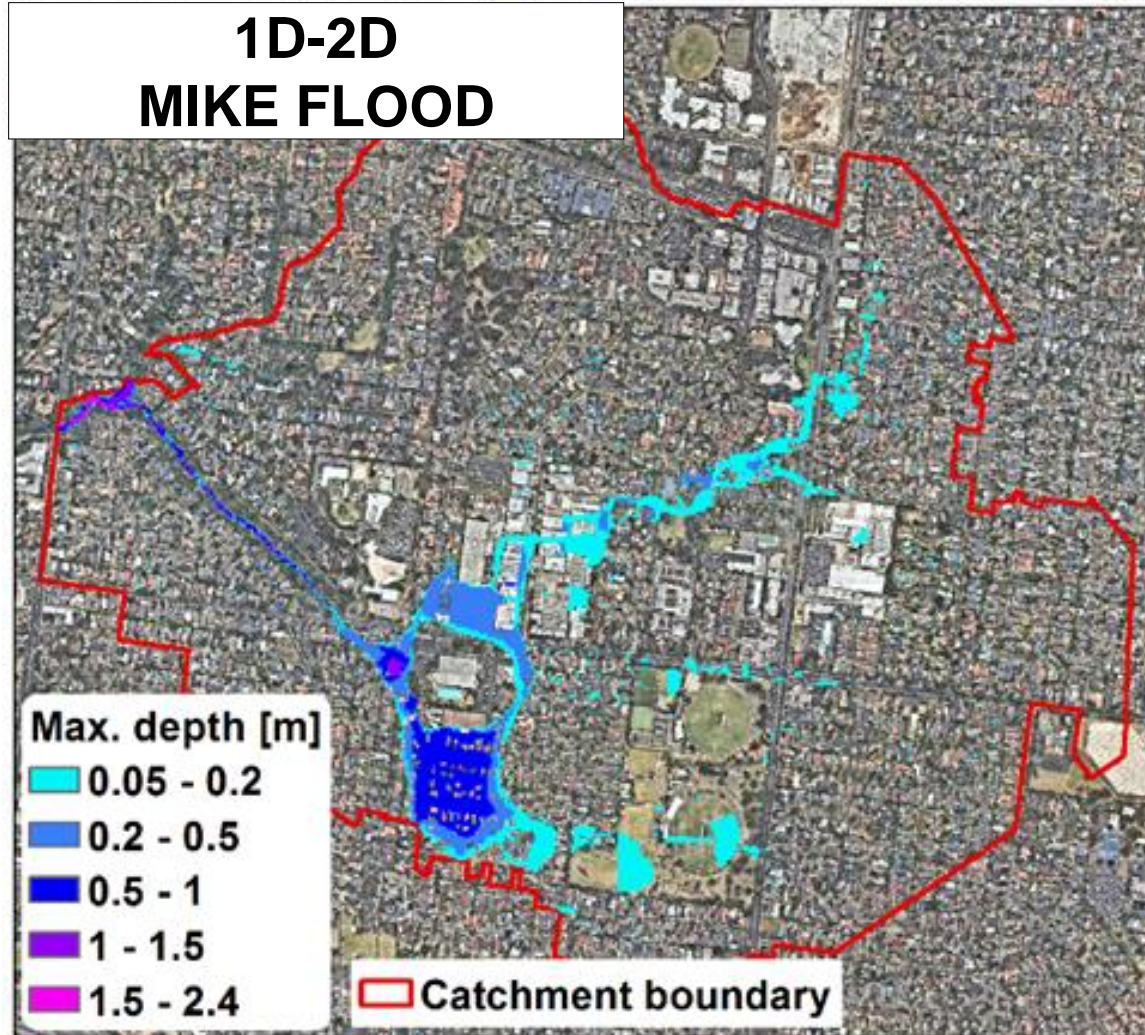 1D-2D
MIKE FLOOD
Max. depth [m]
0.05 - 0.2
0.2 - 0.5
0.5 - 1
1 - 1.5
1.5 - 2.4
Catchment boundary